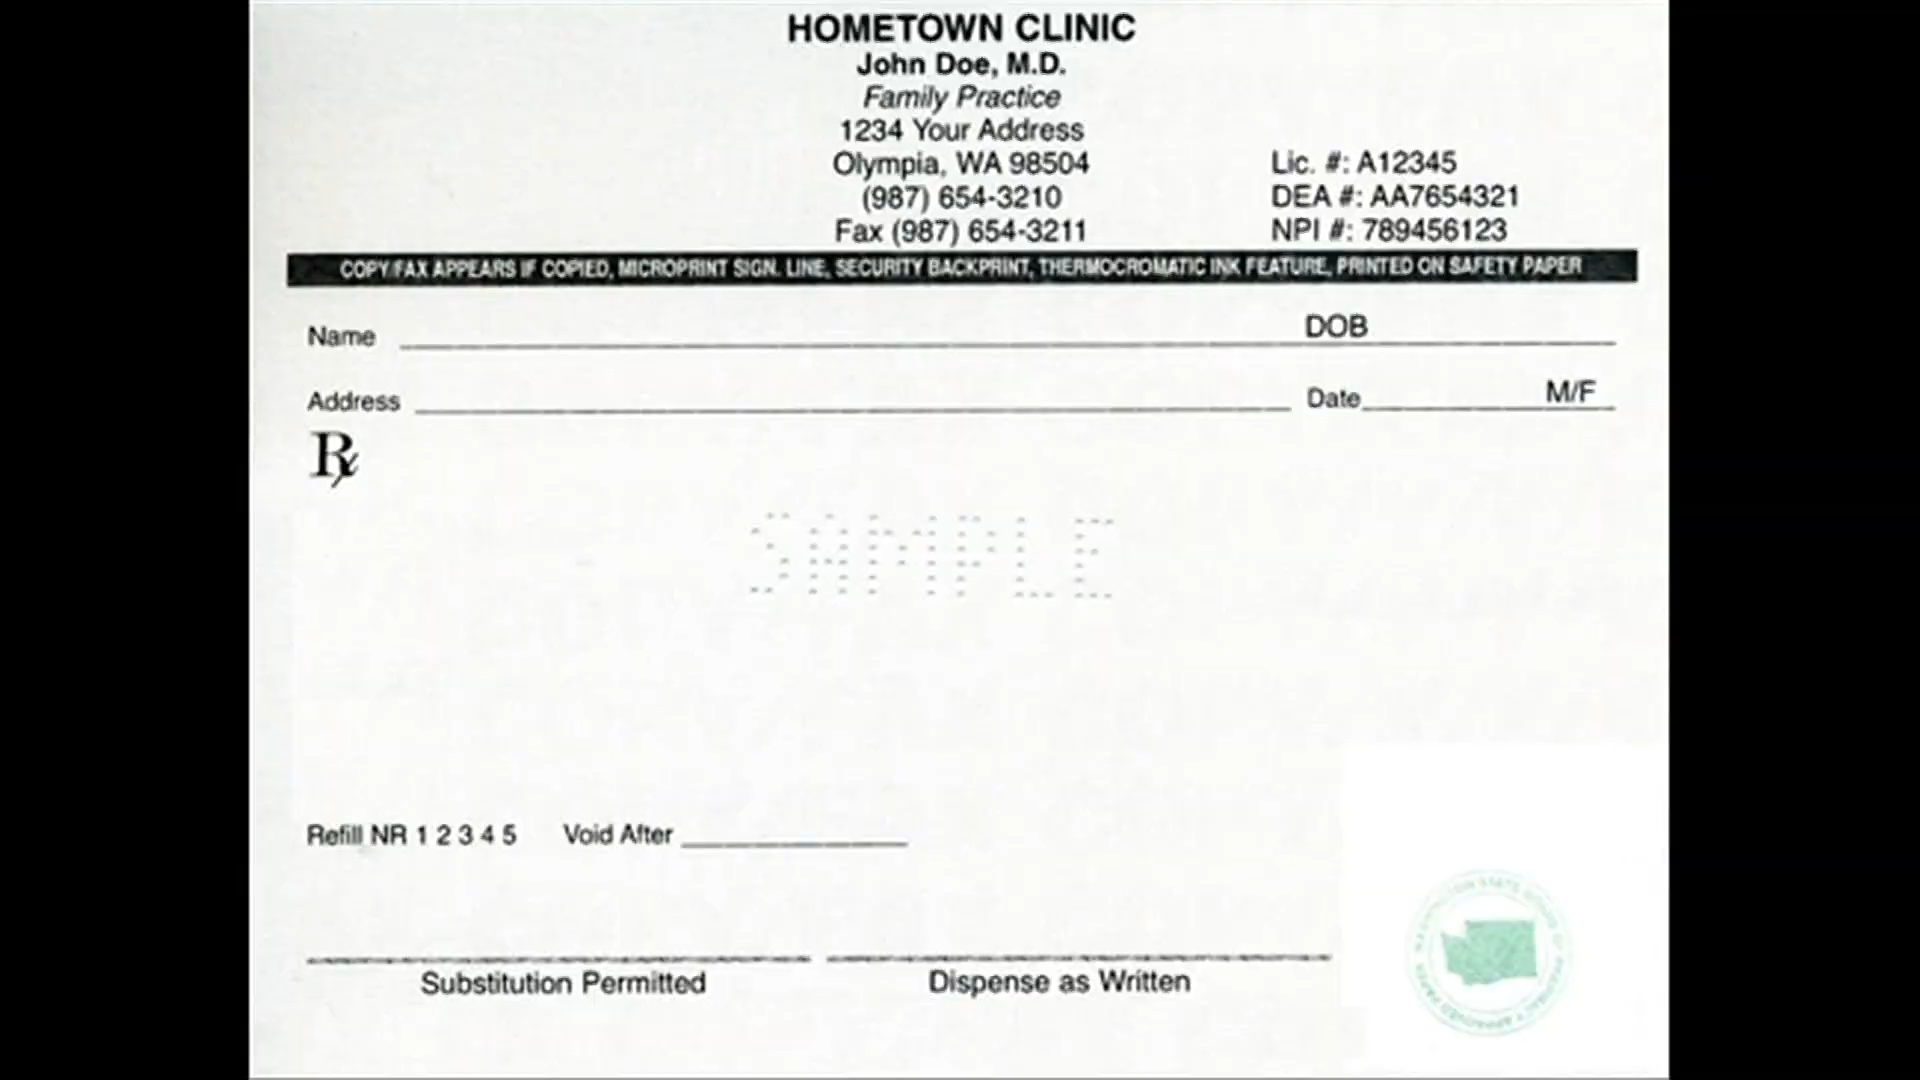 HOMETOWN CLINIC
John Doe, M.D.
Family Practice
1234 Your Address
Olympia, WA 98504
(987) 654-3210
Fax (987) 654-3211
Lic. #: A12345
DEA #: AA7654321
NPI #: 789456123
COPY/FAX APPEARS IF COPIED, MICROPRINT SIGN. LINE, SECURITY BACKPRINT, THERMOCROMATIC INK FEATURE, PRINTED ON SAFETY PAPER
Name DOB
Address Date M/F
Rx
SAMPLE
Refill NR 1 2 3 4 5 Void After
Substitution Permitted Dispense as Written